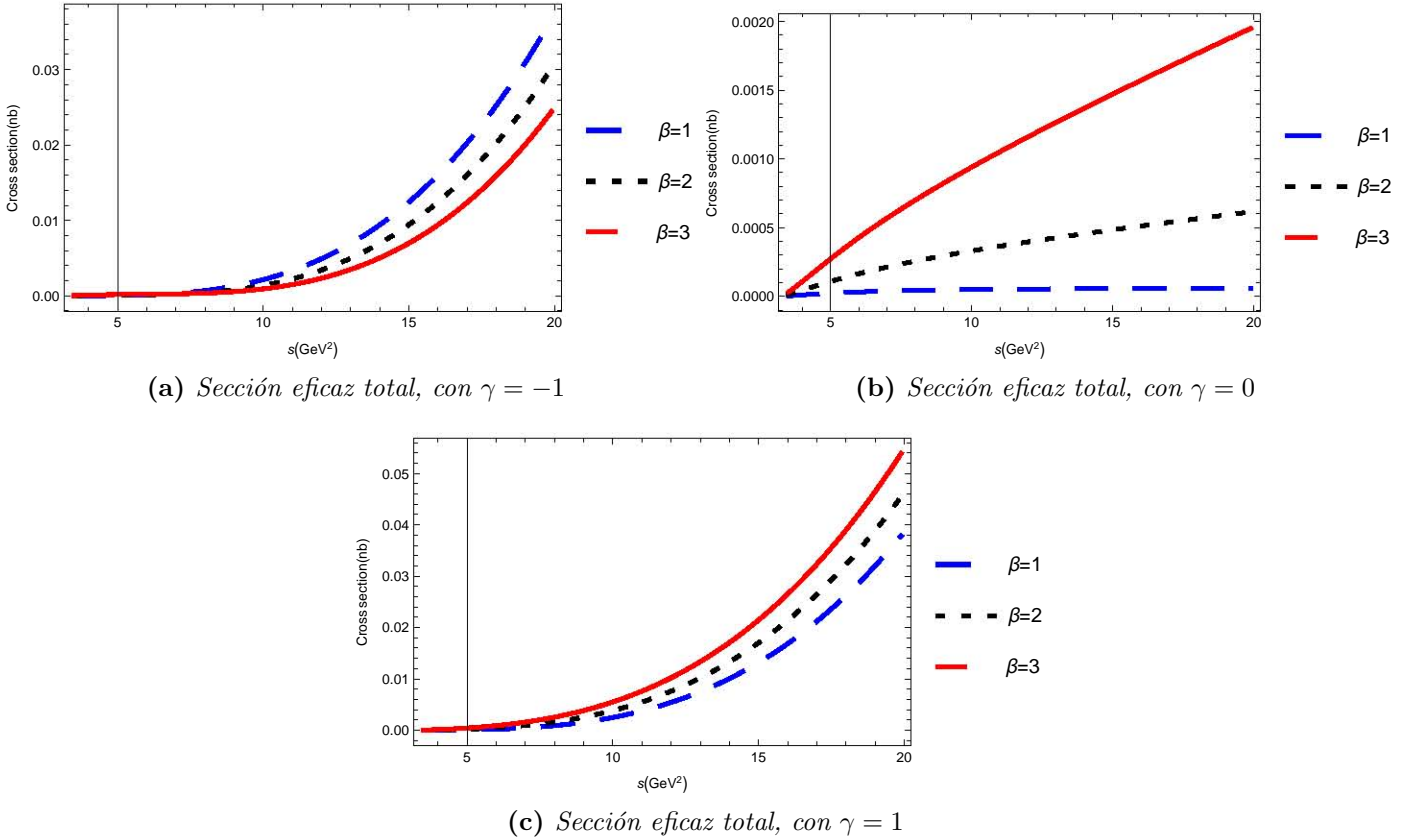 Cross section(nb)
0.03
0.02
0.01
0.00
5
10
15
20
s(GeV²)
β=1
β=2
β=3
(a) Sección eficaz total, con γ = −1
Cross section(nb)
0.0020
0.0015
0.0010
0.0005
0.0000
5
10
15
20
s(GeV²)
β=1
β=2
β=3
(b) Sección eficaz total, con γ = 0
Cross section(nb)
0.05
0.04
0.03
0.02
0.01
0.00
5
10
15
20
s(GeV²)
β=1
β=2
β=3
(c) Sección eficaz total, con γ = 1